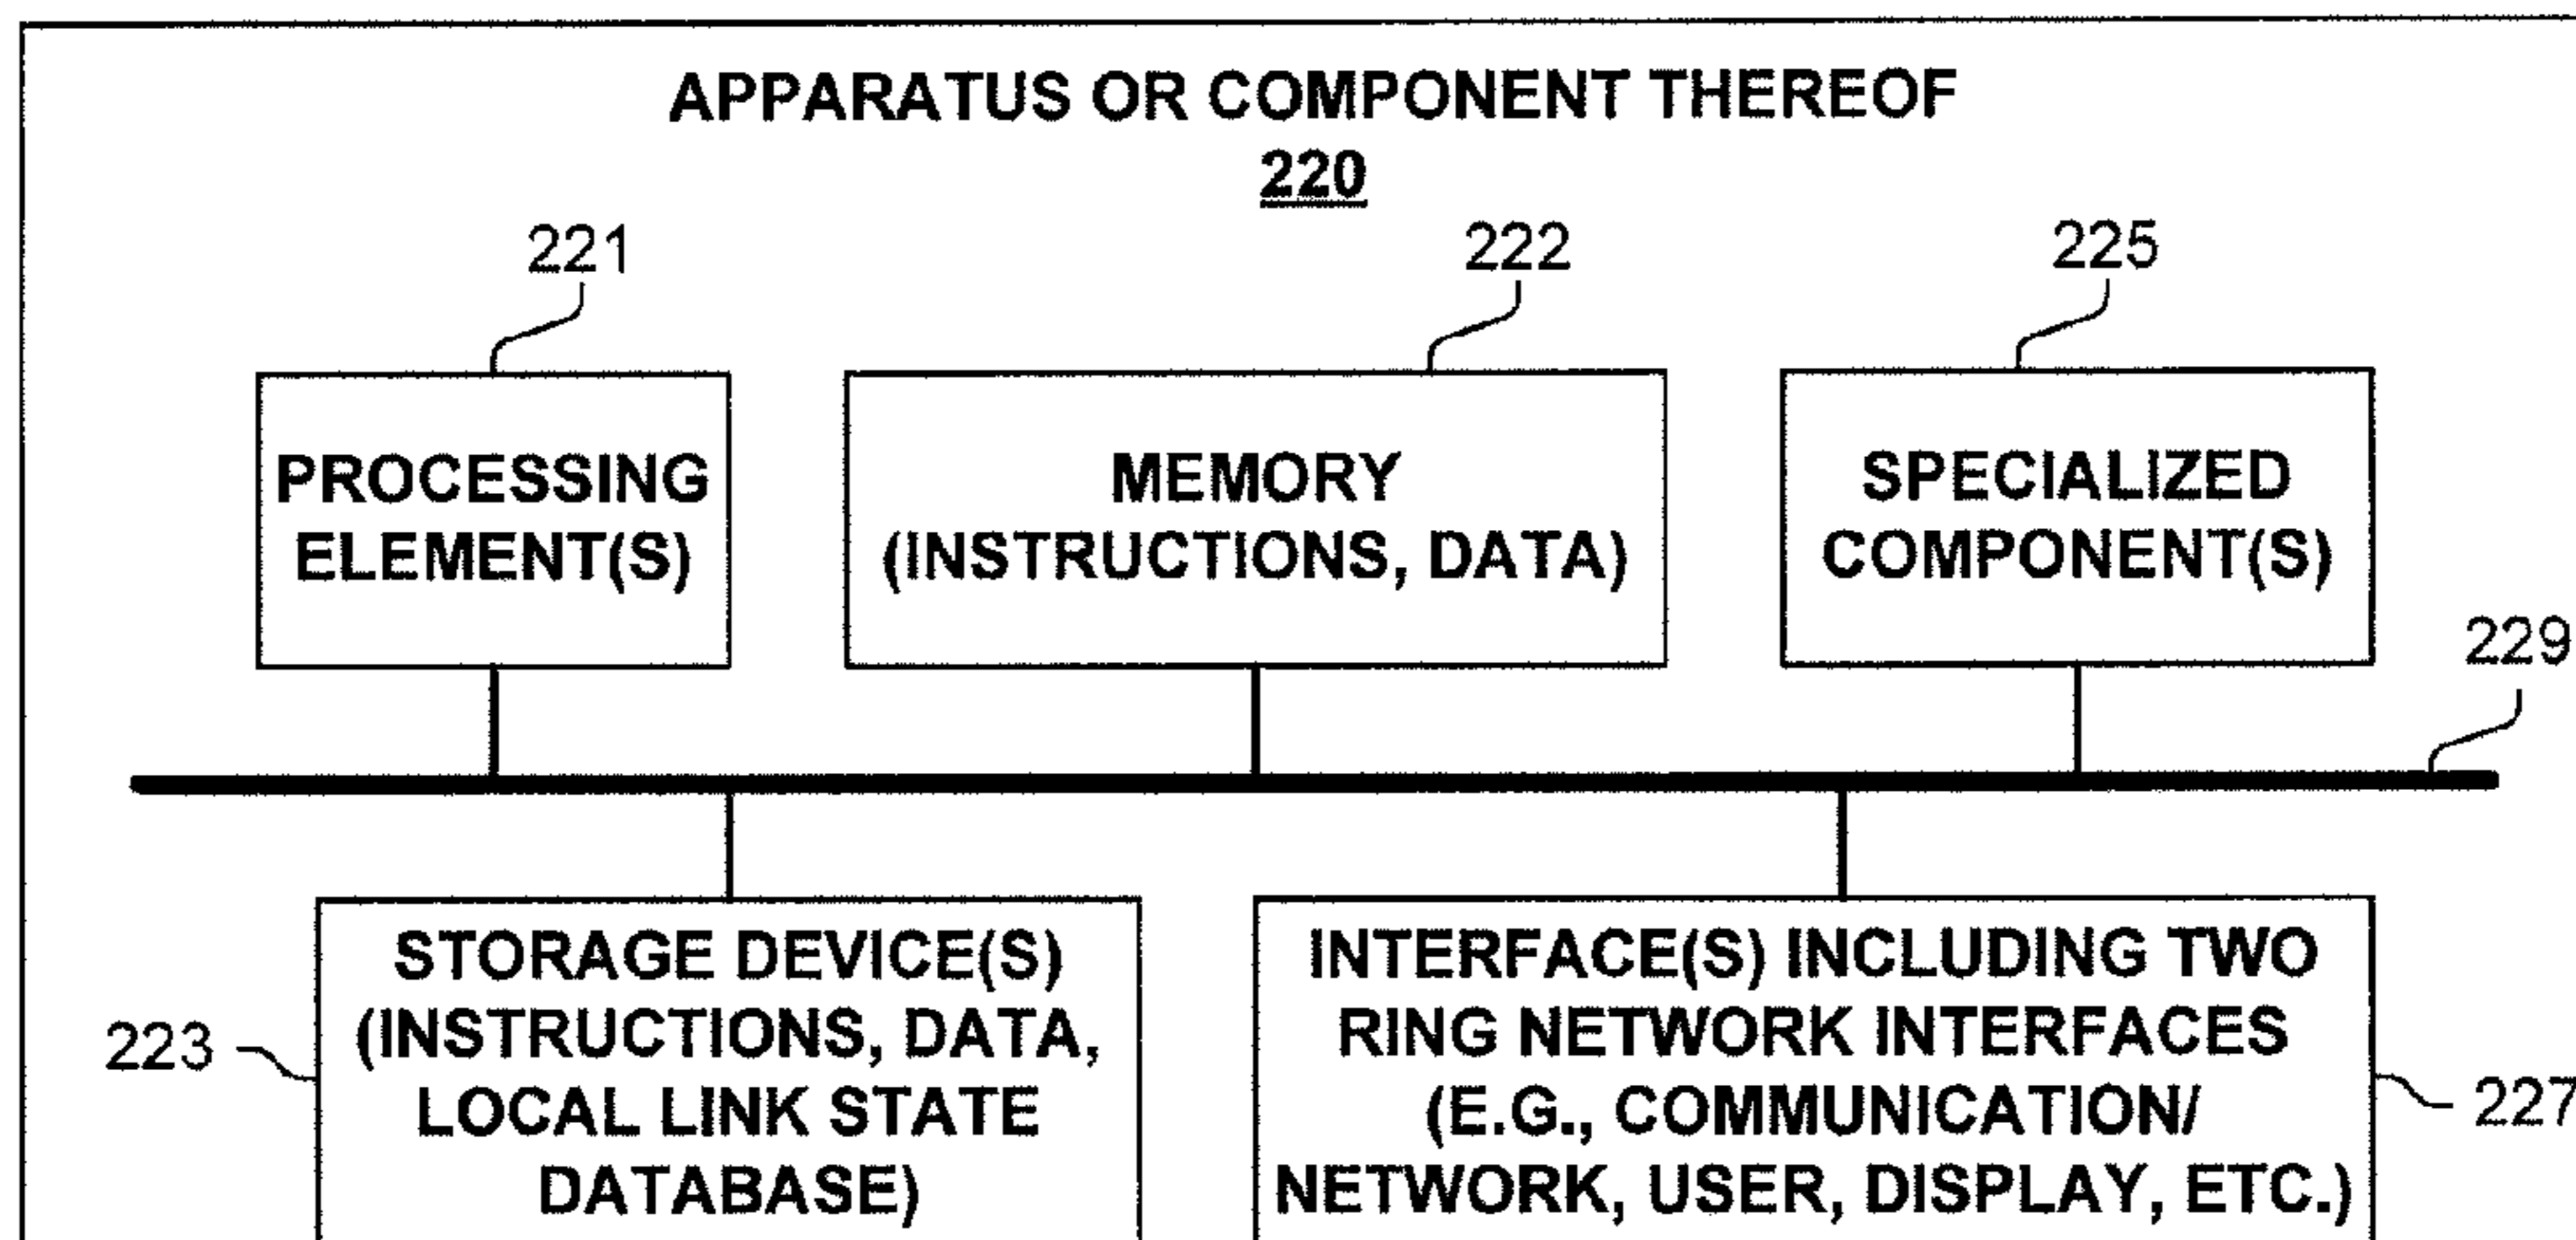 APPARATUS OR COMPONENT THEREOF
220
221
222
225
PROCESSING
ELEMENT(S)
MEMORY
(INSTRUCTIONS, DATA)
SPECIALIZED
COMPONENT(S)
229
223
STORAGE DEVICE(S)
(INSTRUCTIONS, DATA,
LOCAL LINK STATE
DATABASE)
INTERFACE(S) INCLUDING TWO
RING NETWORK INTERFACES
(E.G., COMMUNICATION/
NETWORK, USER, DISPLAY, ETC.)
227